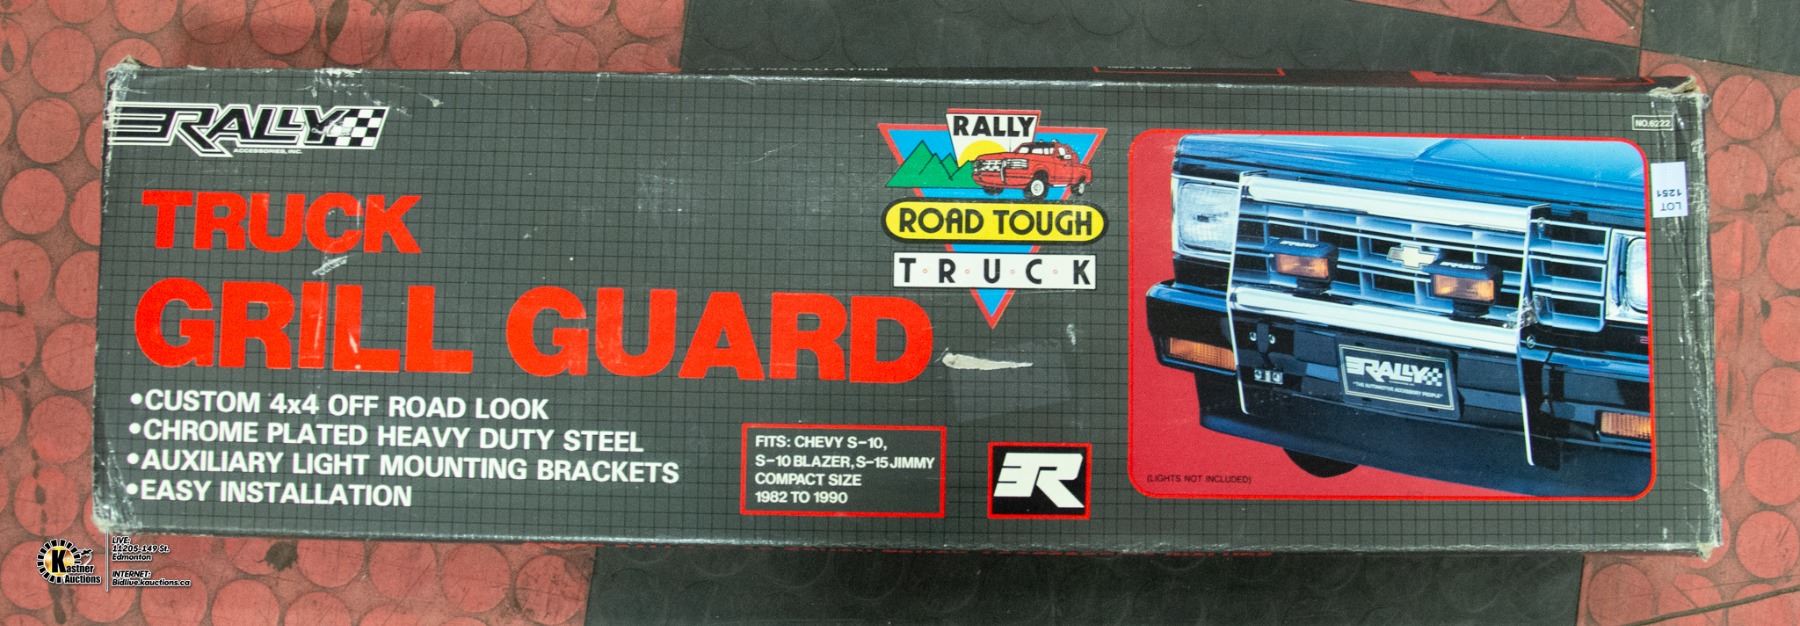 RALLY
ACCESSORIES, INC.
TRUCK
GRILL GUARD
•CUSTOM 4x4 OFF ROAD LOOK
•CHROME PLATED HEAVY DUTY STEEL
•AUXILIARY LIGHT MOUNTING BRACKETS
•EASY INSTALLATION
FITS: CHEVY S-10,
S-10 BLAZER, S-15 JIMMY
COMPACT SIZE
1982 TO 1990
RALLY
ROAD TOUGH
T·R·U·C·K
R
NO.6222
LOT
1251
RALLY
"THE AUTOMOTIVE ACCESSORY PEOPLE"
(LIGHTS NOT INCLUDED)
EASY INSTALLATION
Kastner
Auctions
LIVE:
11205-149 St.
Edmonton
INTERNET:
Bidlive.kauctions.ca